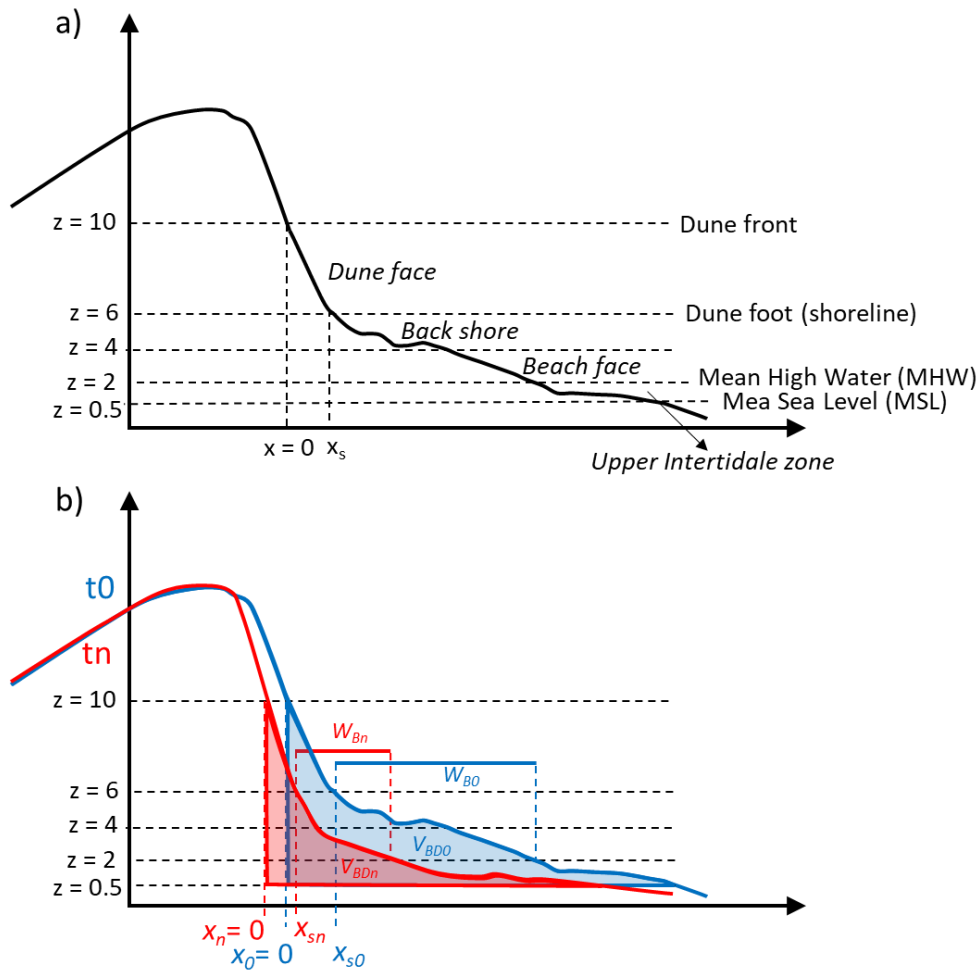 a)
z = 10
Dune front
Dune face
z = 6
Dune foot (shoreline)
Back shore
z = 4
Beach face
z = 2
Mean High Water (MHW)
z = 0.5
Mea Sea Level (MSL)
x = 0
xs
Upper Intertidale zone
b)
t0
tn
z = 10
WBn
WB0
z = 6
z = 4
VBD0
z = 2
VBDn
z = 0.5
xn= 0
xsn
x0= 0
xs0